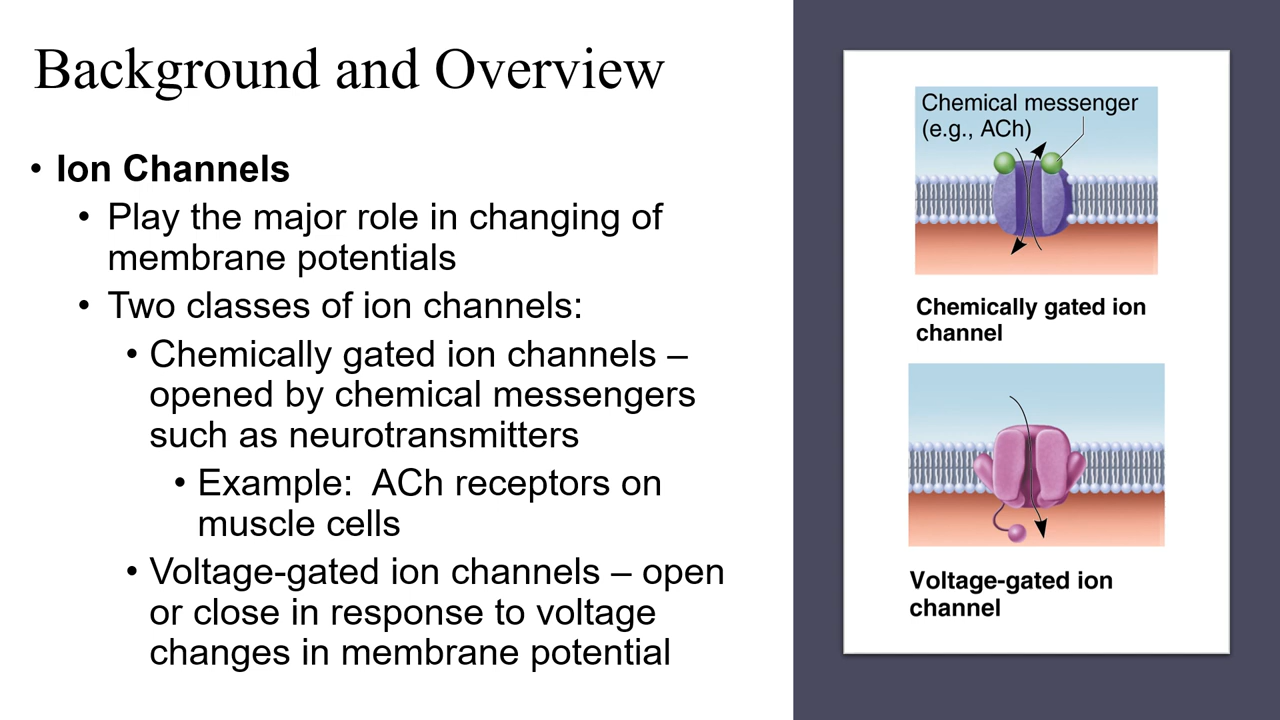 Background and Overview
• Ion Channels
• Play the major role in changing of
membrane potentials
• Two classes of ion channels:
• Chemically gated ion channels –
opened by chemical messengers
such as neurotransmitters
• Example:  ACh receptors on
muscle cells
• Voltage-gated ion channels – open
or close in response to voltage
changes in membrane potential
Chemical messenger
(e.g., ACh)
Chemically gated ion
channel
Voltage-gated ion
channel